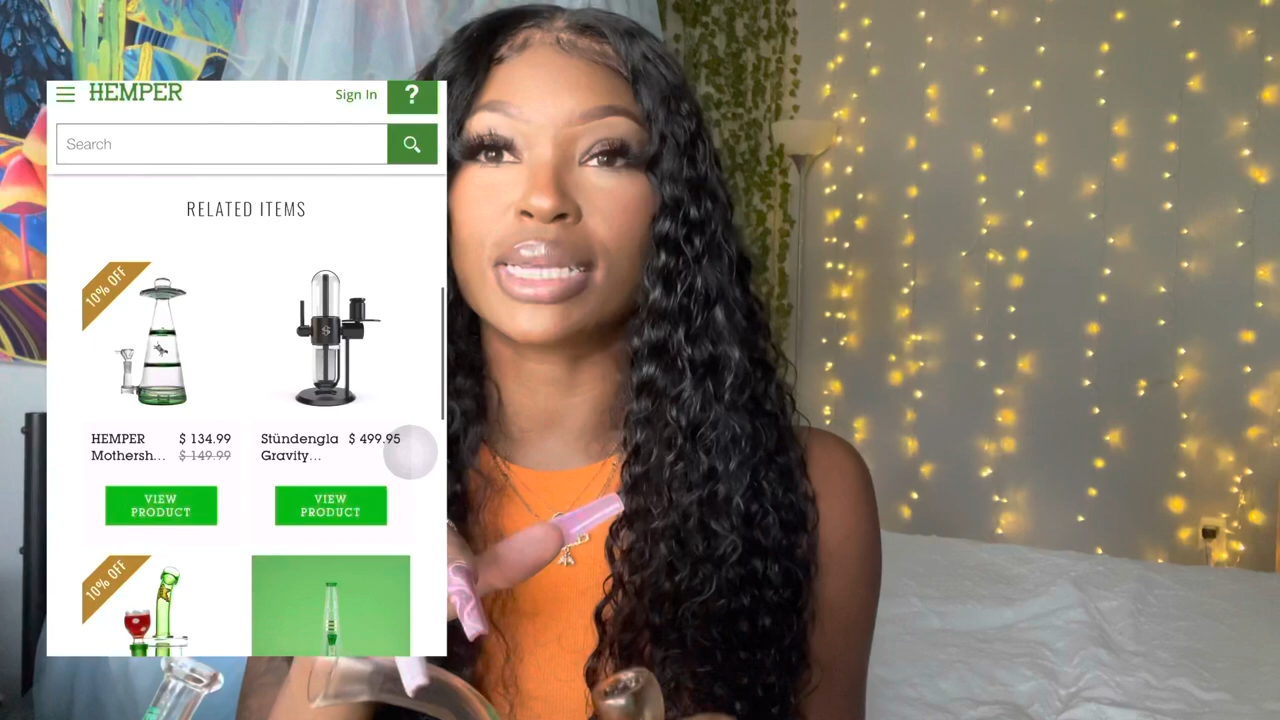 HEMPER
Sign In
?
Search
RELATED ITEMS
10% OFF
HEMPER $ 134.99
Mothersh... $ 149.99
Stündengla $ 499.95
Gravity...
VIEW
PRODUCT
VIEW
PRODUCT
10% OFF